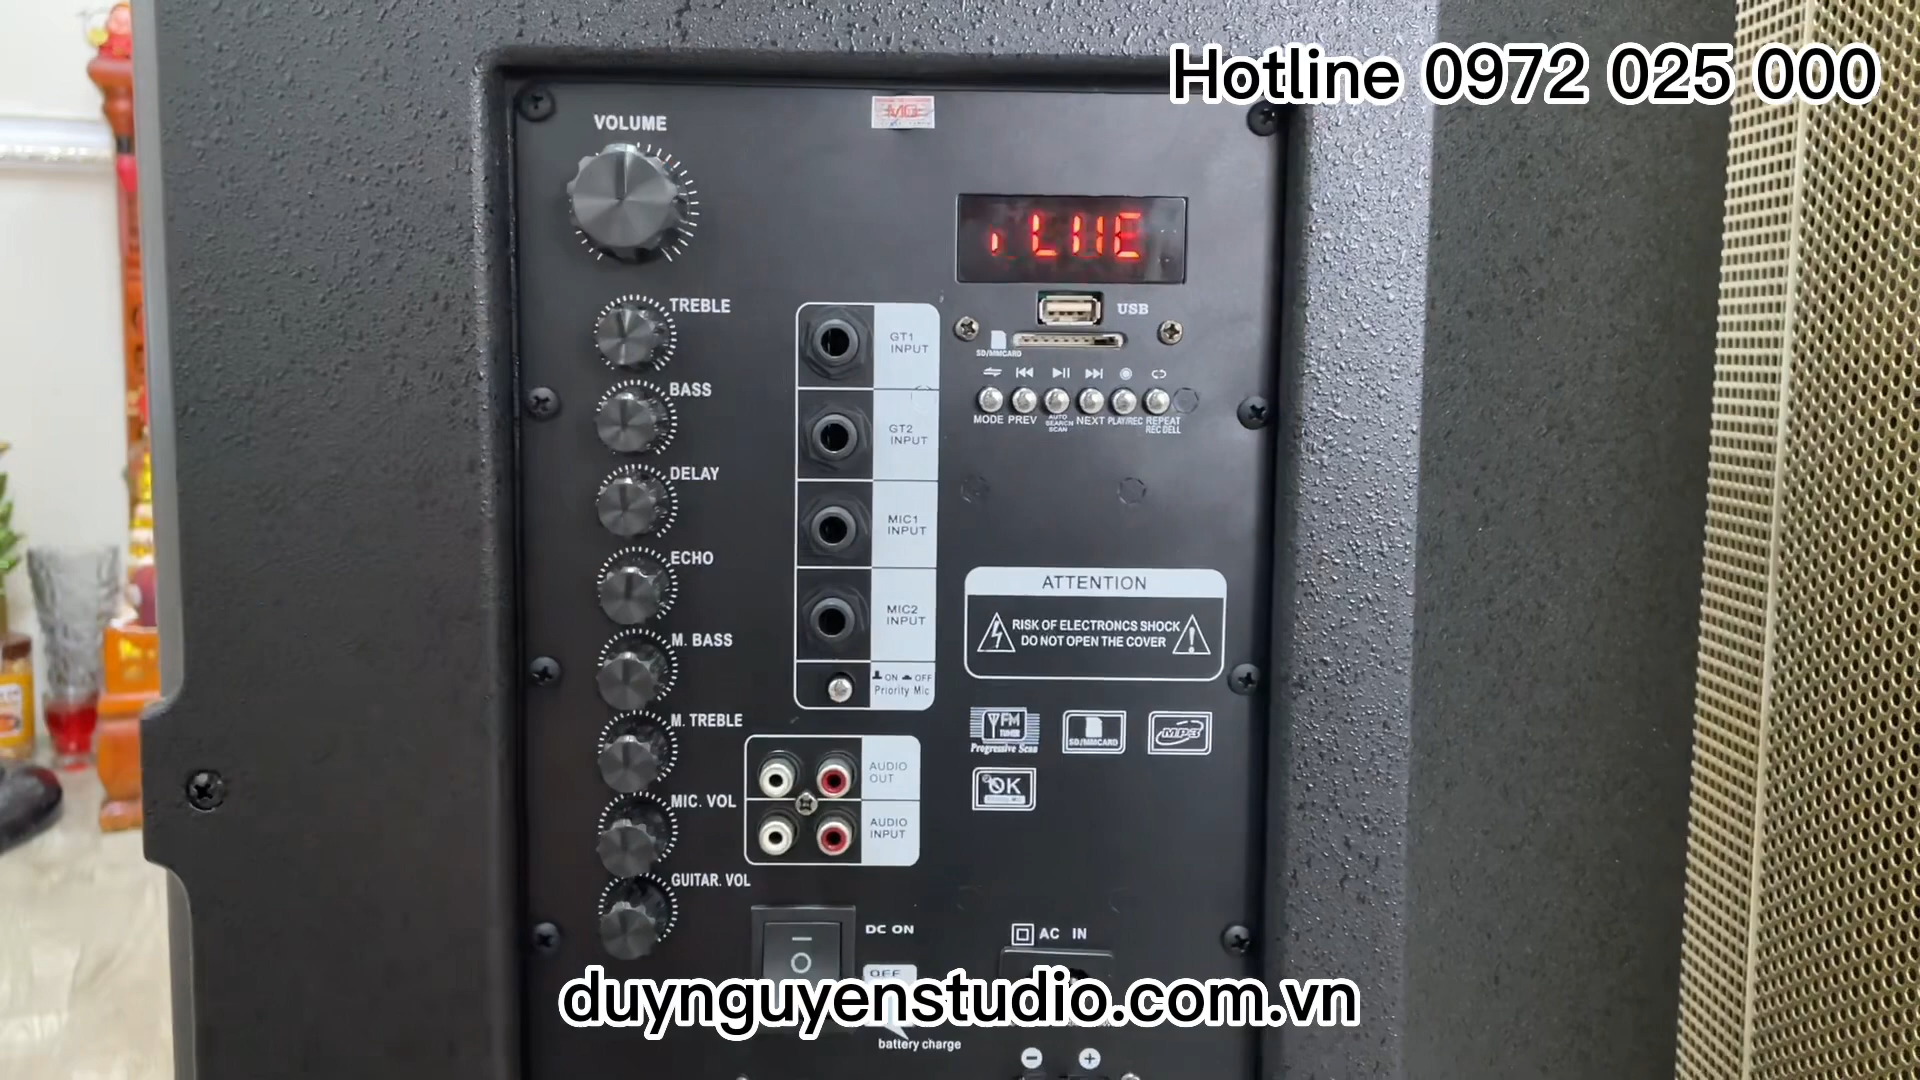 Hotline 0972 025 000
VOLUME
MG
LUE
USB
TREBLE
GT1
INPUT
SD/MMCARD
BASS
MODE PREV AUTO SEARCH SCAN NEXT PLAY/REC REPEAT
REC DELL
GT2
INPUT
DELAY
MIC1
INPUT
ECHO
ATTENTION
RISK OF ELECTRONCS SHOCK
DO NOT OPEN THE COVER
MIC2
INPUT
M. BASS
ON OFF
Priority Mic
M. TREBLE
FM
TUNER
Progressive Scan
SD/MMCARD
MP3
AUDIO
OUT
OK
MIC. VOL
AUDIO
INPUT
GUITAR. VOL
DC ON
AC IN
OFF
duynguyenstudio.com.vn
battery charge